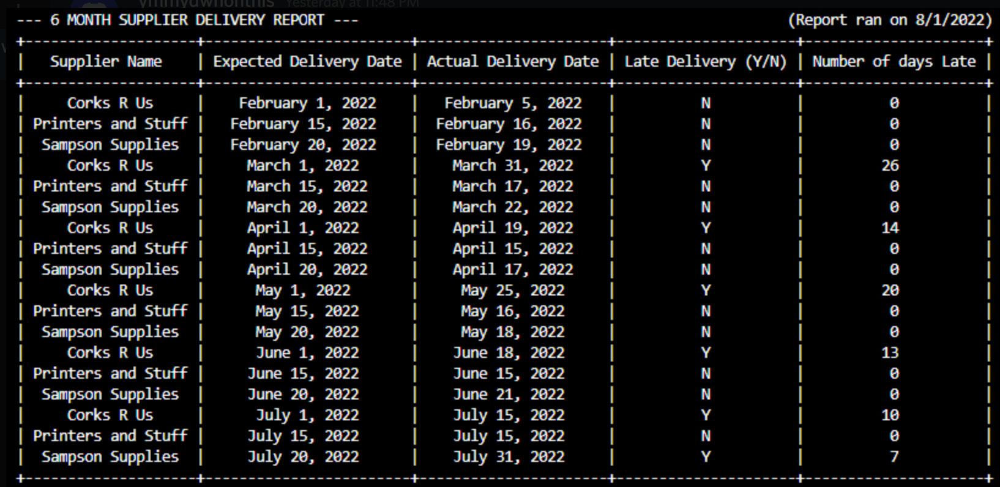 ymmydwhonthis Yesterday at 11:48 PM
--- 6 MONTH SUPPLIER DELIVERY REPORT --- (Report ran on 8/1/2022)
+---------------------+-------------------------+-----------------------+----------------------+----------------------+
| Supplier Name | Expected Delivery Date | Actual Delivery Date | Late Delivery (Y/N) | Number of days Late |
+---------------------+-------------------------+-----------------------+----------------------+----------------------+
| Corks R Us | February 1, 2022 | February 5, 2022 | N | 0 |
| Printers and Stuff | February 15, 2022 | February 16, 2022 | N | 0 |
| Sampson Supplies | February 20, 2022 | February 19, 2022 | N | 0 |
| Corks R Us | March 1, 2022 | March 31, 2022 | Y | 26 |
| Printers and Stuff | March 15, 2022 | March 17, 2022 | N | 0 |
| Sampson Supplies | March 20, 2022 | March 22, 2022 | N | 0 |
| Corks R Us | April 1, 2022 | April 19, 2022 | Y | 14 |
| Printers and Stuff | April 15, 2022 | April 15, 2022 | N | 0 |
| Sampson Supplies | April 20, 2022 | April 17, 2022 | N | 0 |
| Corks R Us | May 1, 2022 | May 25, 2022 | Y | 20 |
| Printers and Stuff | May 15, 2022 | May 16, 2022 | N | 0 |
| Sampson Supplies | May 20, 2022 | May 18, 2022 | N | 0 |
| Corks R Us | June 1, 2022 | June 18, 2022 | Y | 13 |
| Printers and Stuff | June 15, 2022 | June 15, 2022 | N | 0 |
| Sampson Supplies | June 20, 2022 | June 21, 2022 | N | 0 |
| Corks R Us | July 1, 2022 | July 15, 2022 | Y | 10 |
| Printers and Stuff | July 15, 2022 | July 15, 2022 | N | 0 |
| Sampson Supplies | July 20, 2022 | July 31, 2022 | Y | 7 |
+---------------------+-------------------------+-----------------------+----------------------+----------------------+